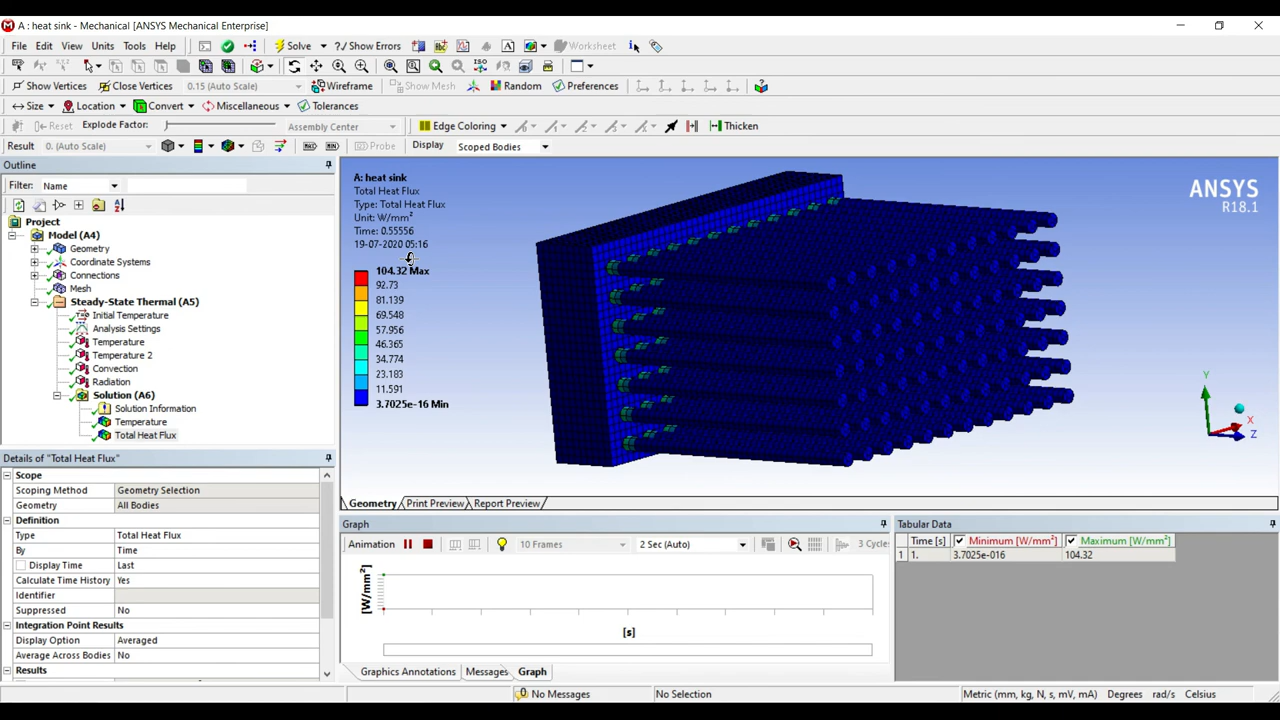 A : heat sink - Mechanical [ANSYS Mechanical Enterprise]
File Edit View Units Tools Help Solve Show Errors Worksheet
Show Vertices Close Vertices 0.15 (Auto Scale) Wireframe Show Mesh Random Preferences
Size Location Convert Miscellaneous Tolerances
Reset Explode Factor: Assembly Center Edge Coloring Thicken
Result 0. (Auto Scale) Probe Display Scoped Bodies
Outline
Filter: Name
Project
Model (A4)
Geometry
Coordinate Systems
Connections
Mesh
Steady-State Thermal (A5)
Initial Temperature
Analysis Settings
Temperature
Temperature 2
Convection
Radiation
Solution (A6)
Solution Information
Temperature
Total Heat Flux
Details of "Total Heat Flux"
Scope
Scoping Method Geometry Selection
Geometry All Bodies
Definition
Type Total Heat Flux
By Time
Display Time Last
Calculate Time History Yes
Identifier
Suppressed No
Integration Point Results
Display Option Averaged
Average Across Bodies No
Results
A: heat sink
Total Heat Flux
Type: Total Heat Flux
Unit: W/mm²
Time: 0.55556
19-07-2020 05:16
104.32 Max
92.73
81.139
69.548
57.956
46.365
34.774
23.183
11.591
3.7025e-16 Min
ANSYS
R18.1
Y
X
Z
Geometry Print Preview Report Preview
Graph
Animation 10 Frames 2 Sec (Auto) 3 Cycles
[W/mm²]
[s]
Graphics Annotations Messages Graph
Tabular Data
Time [s] Minimum [W/mm²] Maximum [W/mm²]
1 1. 3.7025e-016 104.32
No Messages No Selection Metric (mm, kg, N, s, mV, mA) Degrees rad/s Celsius